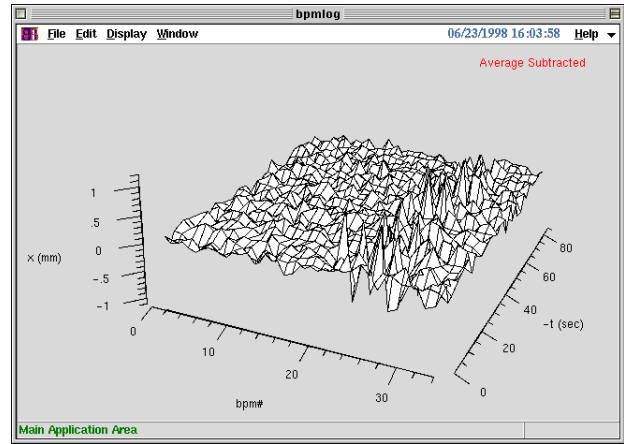 bpmlog
File Edit Display Window 06/23/1998 16:03:58 Help
Average Subtracted
1
.5
0
-.5
-1
x (mm)
0
10
20
30
bpm#
0
20
40
60
80
-t (sec)
Main Application Area